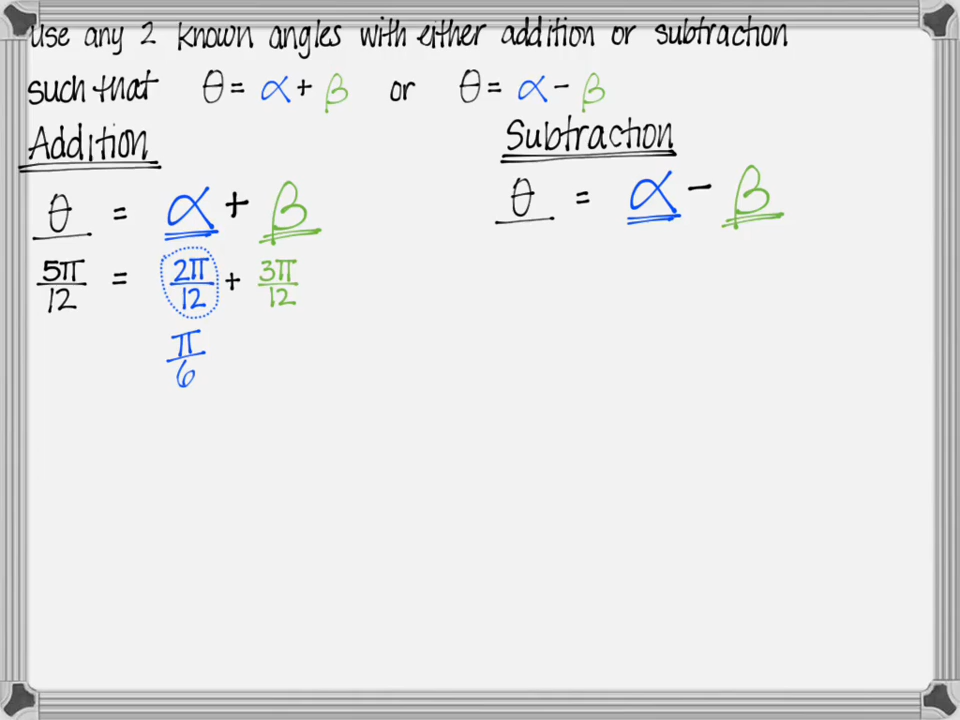 use any 2 known angles with either addition or subtraction
such that θ = α + β or θ = α - β
Addition
θ = α + β
5π/12 = 2π/12 + 3π/12
π/6
Subtraction
θ = α - β